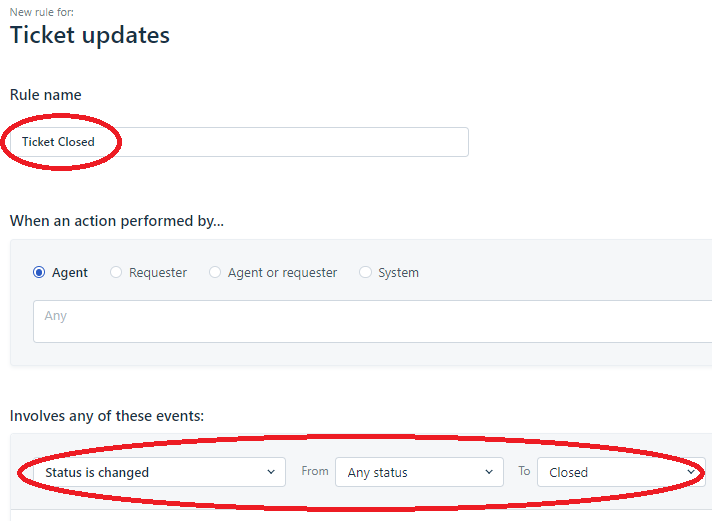 New rule for:
Ticket updates
Rule name
Ticket Closed
When an action performed by...
Agent Requester Agent or requester System
Any
Involves any of these events:
Status is changed From Any status To Closed